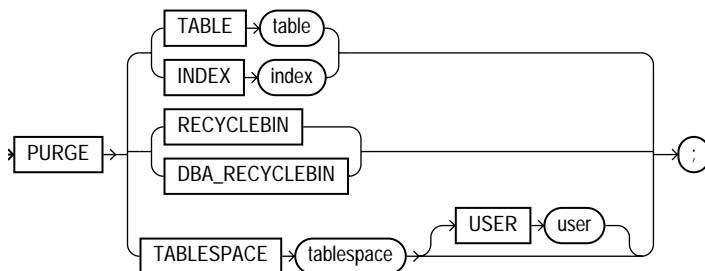 TABLE table
INDEX index
RECYCLEBIN
PURGE ;
DBA_RECYCLEBIN
USER user
TABLESPACE tablespace